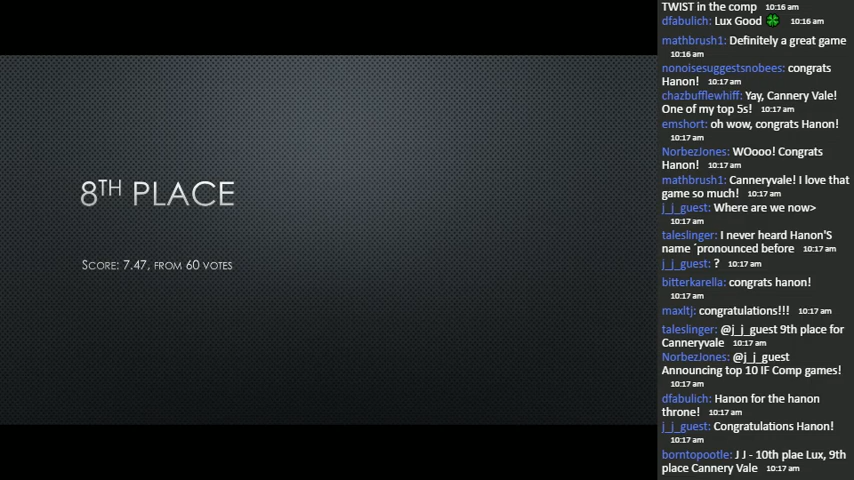 8TH PLACE
SCORE: 7.47, FROM 60 VOTES
TWIST in the comp 10:16 am
dfabulich: Lux Good 🍀 10:16 am
mathbrush1: Definitely a great game
10:16 am
nonoisesuggestsnobees: congrats
Hanon! 10:17 am
chazbufflewhiff: Yay, Cannery Vale!
One of my top 5s! 10:17 am
emshort: oh wow, congrats Hanon!
10:17 am
NorbezJones: WOooo! Congrats
Hanon! 10:17 am
mathbrush1: Canneryvale! I love that
game so much! 10:17 am
j_j_guest: Where are we now>
10:17 am
taleslinger: I never heard Hanon'S
name ´pronounced before 10:17 am
j_j_guest: ? 10:17 am
bitterkarella: congrats hanon!
10:17 am
maxltj: congratulations!!! 10:17 am
taleslinger: @j_j_guest 9th place for
Canneryvale 10:17 am
NorbezJones: @j_j_guest
Announcing top 10 IF Comp games!
10:17 am
dfabulich: Hanon for the hanon
throne! 10:17 am
j_j_guest: Congratulations Hanon!
10:17 am
borntopootle: J J - 10th plae Lux, 9th
place Cannery Vale 10:17 am